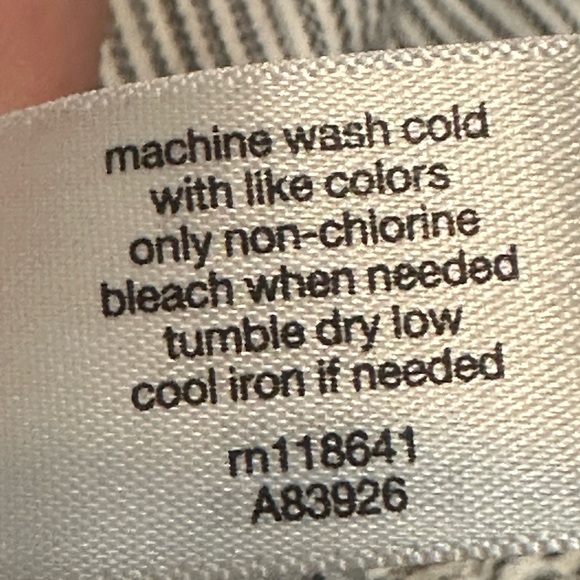 machine wash cold
with like colors
only non-chlorine
bleach when needed
tumble dry low
cool iron if needed
rn118641
A83926